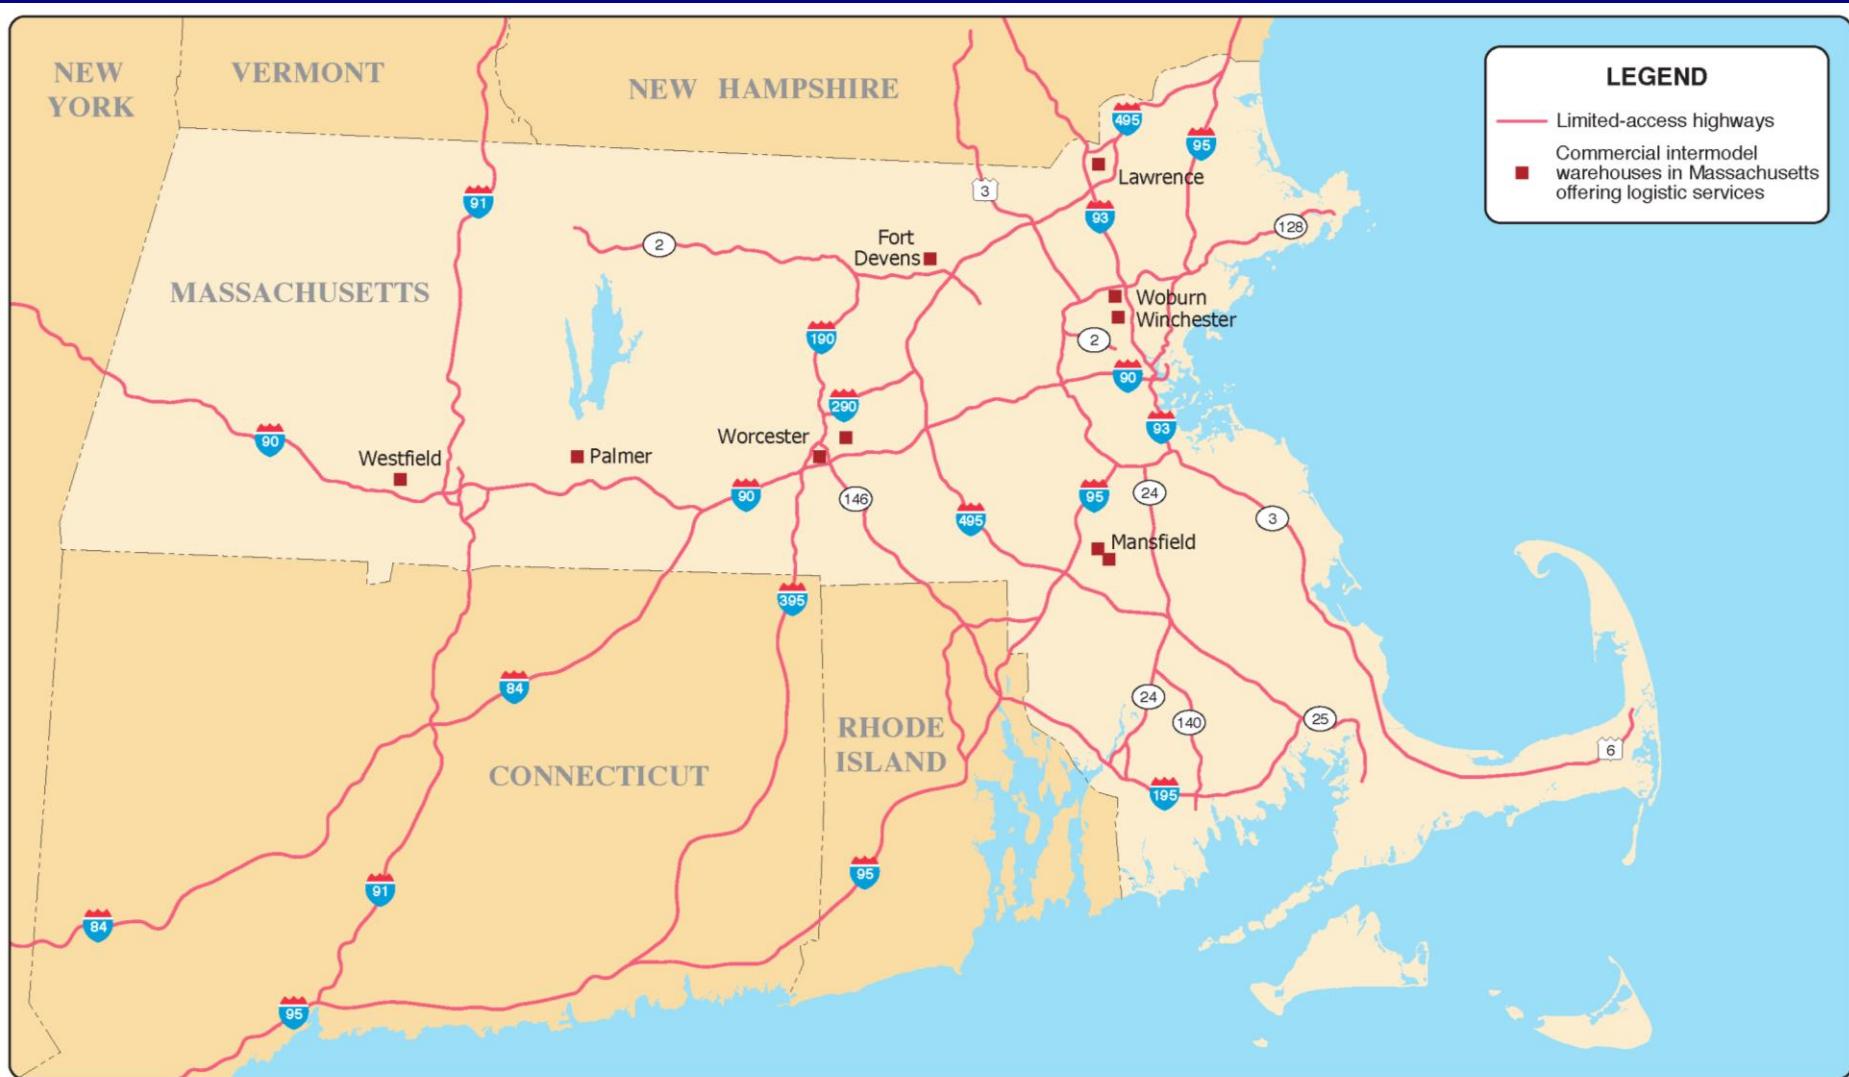 NEW
YORK
VERMONT
NEW HAMPSHIRE
LEGEND
Limited-access highways
Commercial intermodel
warehouses in Massachusetts
offering logistic services
495
95
Lawrence
3
91
93
128
2
Fort
Devens
MASSACHUSETTS
Woburn
Winchester
190
2
90
290
93
Worcester
90
Westfield
Palmer
90
146
495
95
24
3
Mansfield
395
84
24
140
25
RHODE
ISLAND
6
CONNECTICUT
195
95
91
84
95